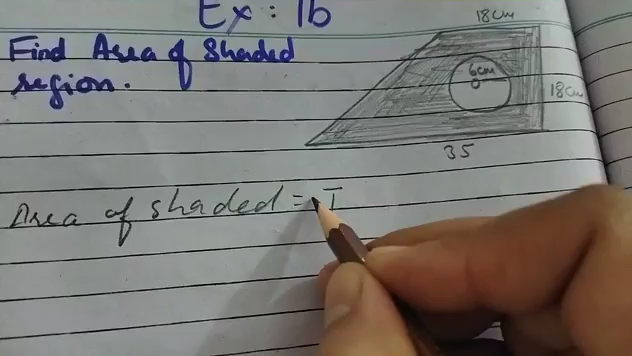 Ex: 16
Find Area of Shaded
region.
18cm
6cm
18cm
35
Area of shaded = T